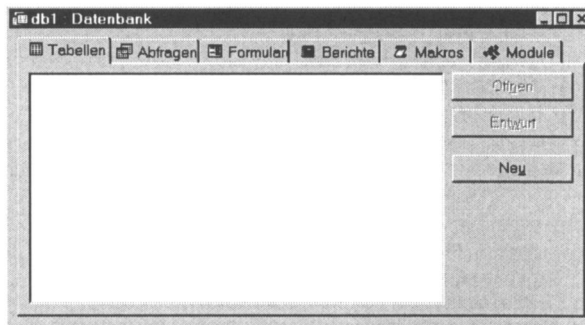 db1 : Datenbank
Tabellen Abfragen Formulare Berichte Makros Module
Öffnen
Entwurf
Neu